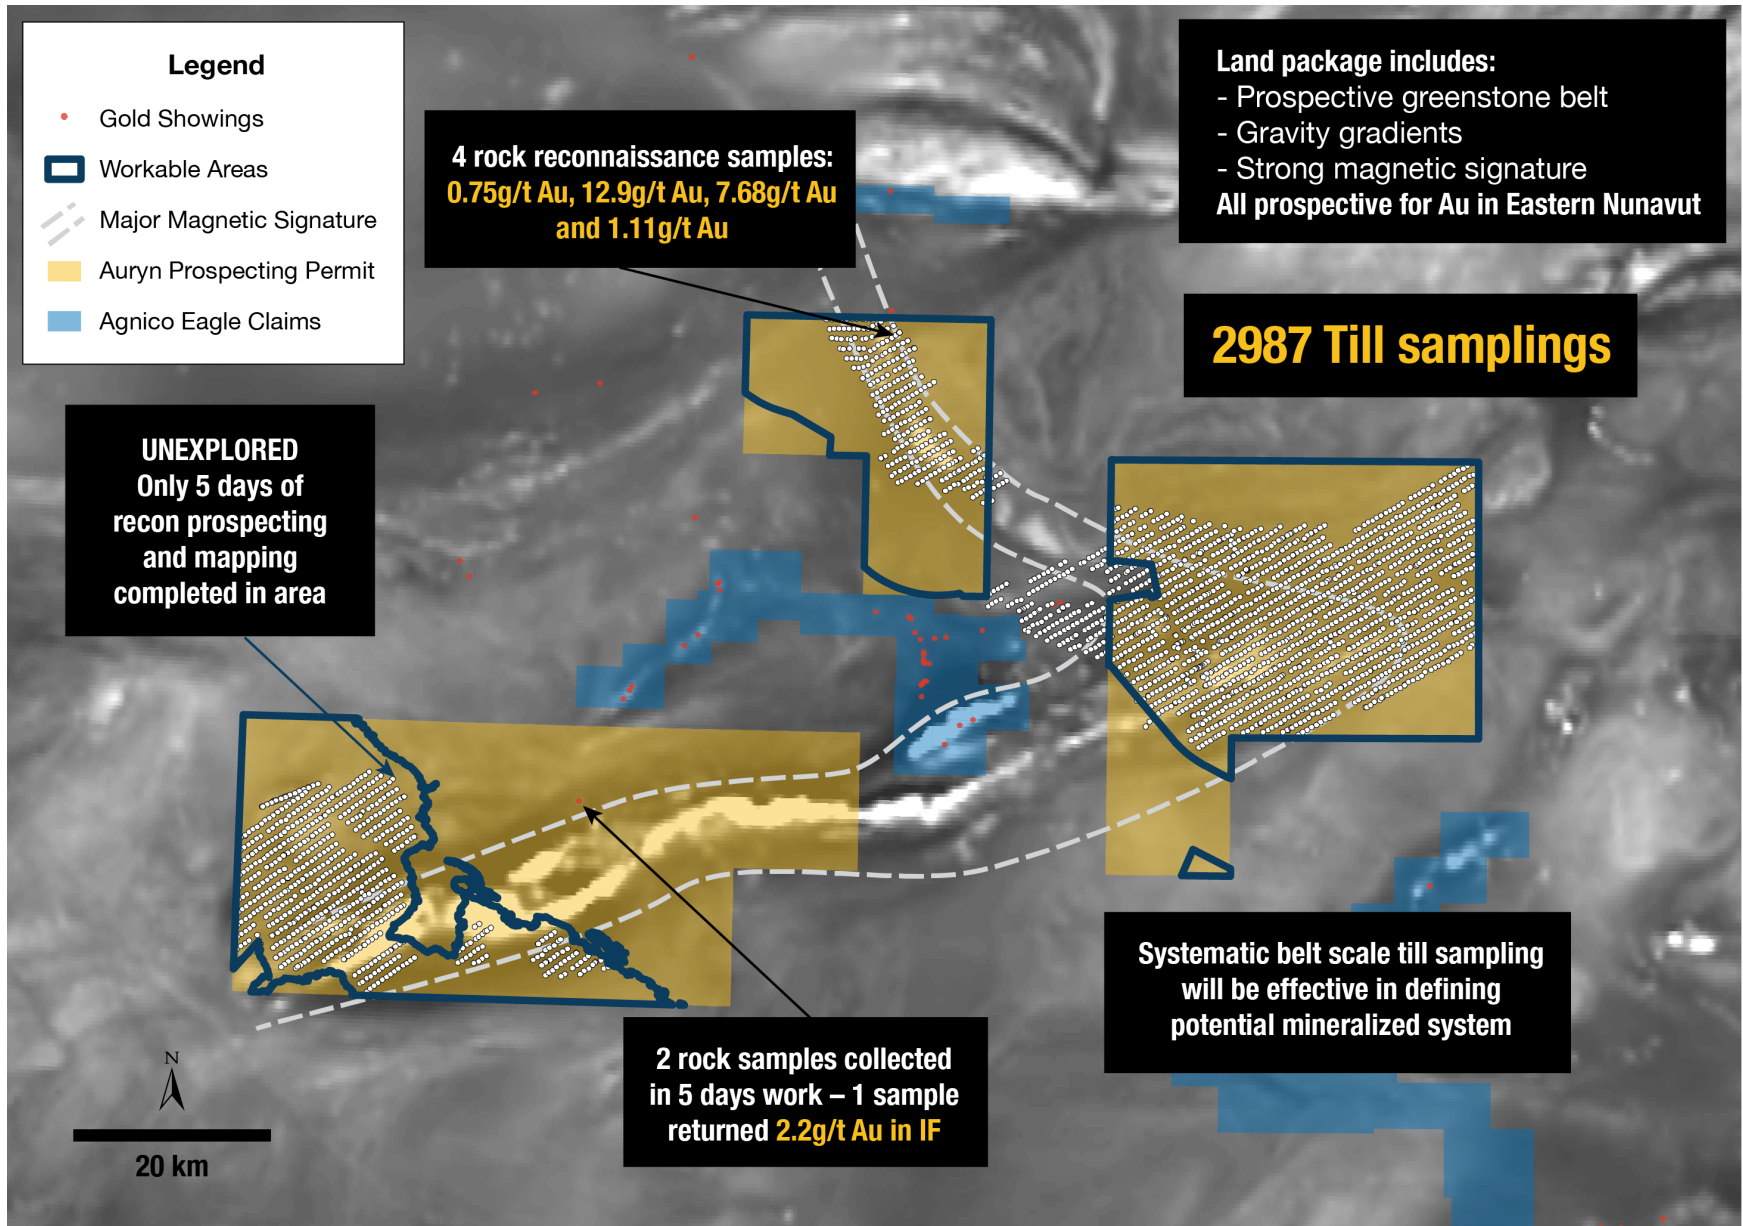 Legend
Gold Showings
Workable Areas
Major Magnetic Signature
Auryn Prospecting Permit
Agnico Eagle Claims
4 rock reconnaissance samples:
0.75g/t Au, 12.9g/t Au, 7.68g/t Au
and 1.11g/t Au
Land package includes:
- Prospective greenstone belt
- Gravity gradients
- Strong magnetic signature
All prospective for Au in Eastern Nunavut
2987 Till samplings
UNEXPLORED
Only 5 days of
recon prospecting
and mapping
completed in area
Systematic belt scale till sampling
will be effective in defining
potential mineralized system
2 rock samples collected
in 5 days work – 1 sample
returned 2.2g/t Au in IF
N
20 km